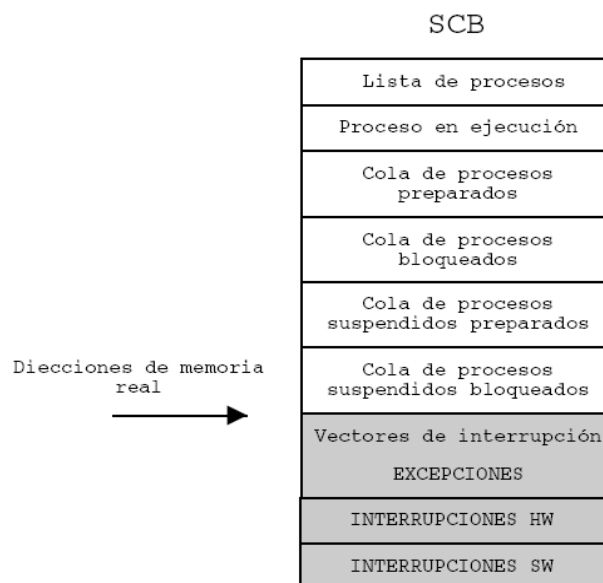 SCB
Lista de procesos
Proceso en ejecución
Cola de procesos
preparados
Cola de procesos
bloqueados
Cola de procesos
suspendidos preparados
Diecciones de memoria
real
Cola de procesos
suspendidos bloqueados
Vectores de interrupción
EXCEPCIONES
INTERRUPCIONES HW
INTERRUPCIONES SW